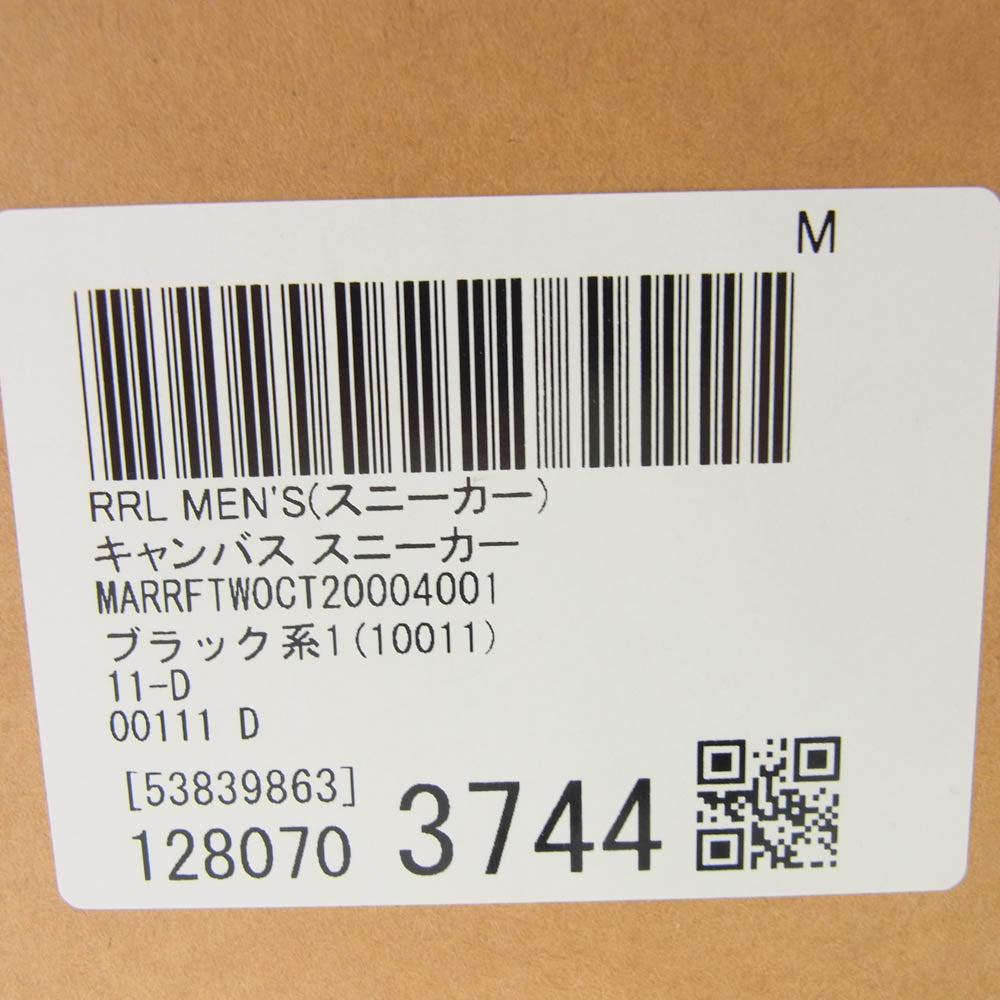 M
RRL MEN'S(スニーカー)
キャンバス スニーカー
MARRFTWOCT20004001
ブラック系1(10011)
11-D
00111 D
[53839863]
128070 3744